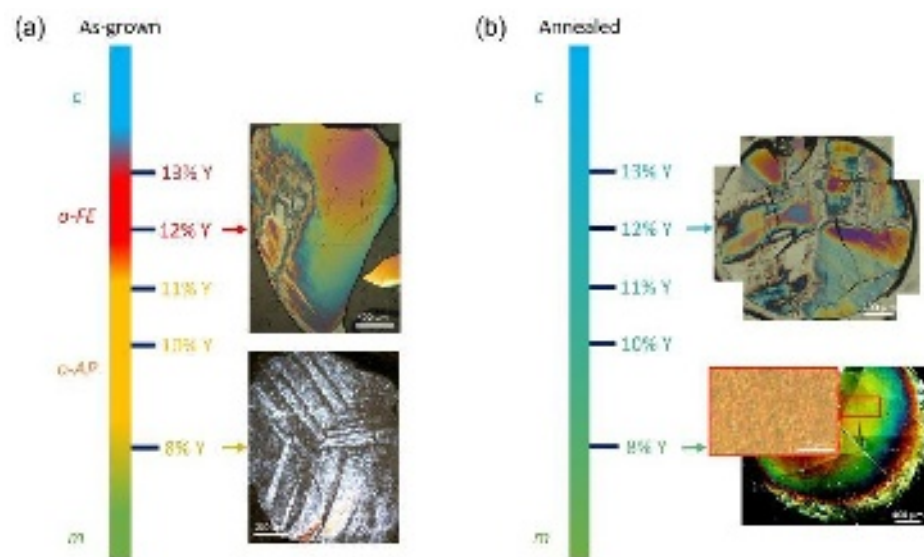 (a) As-grown
c
13% Y
o-FE
12% Y
11% Y
10% Y
o-AP
8% Y
m
(b) Annealed
c
13% Y
12% Y
11% Y
10% Y
8% Y